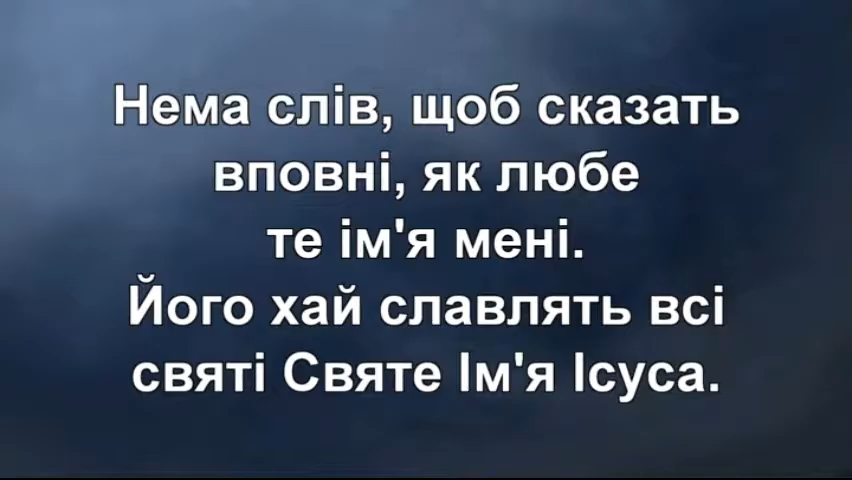 Нема слів, щоб сказать
вповні, як любе
те ім'я мені.
Його хай славлять всі
святі Святе Ім'я Ісуса.